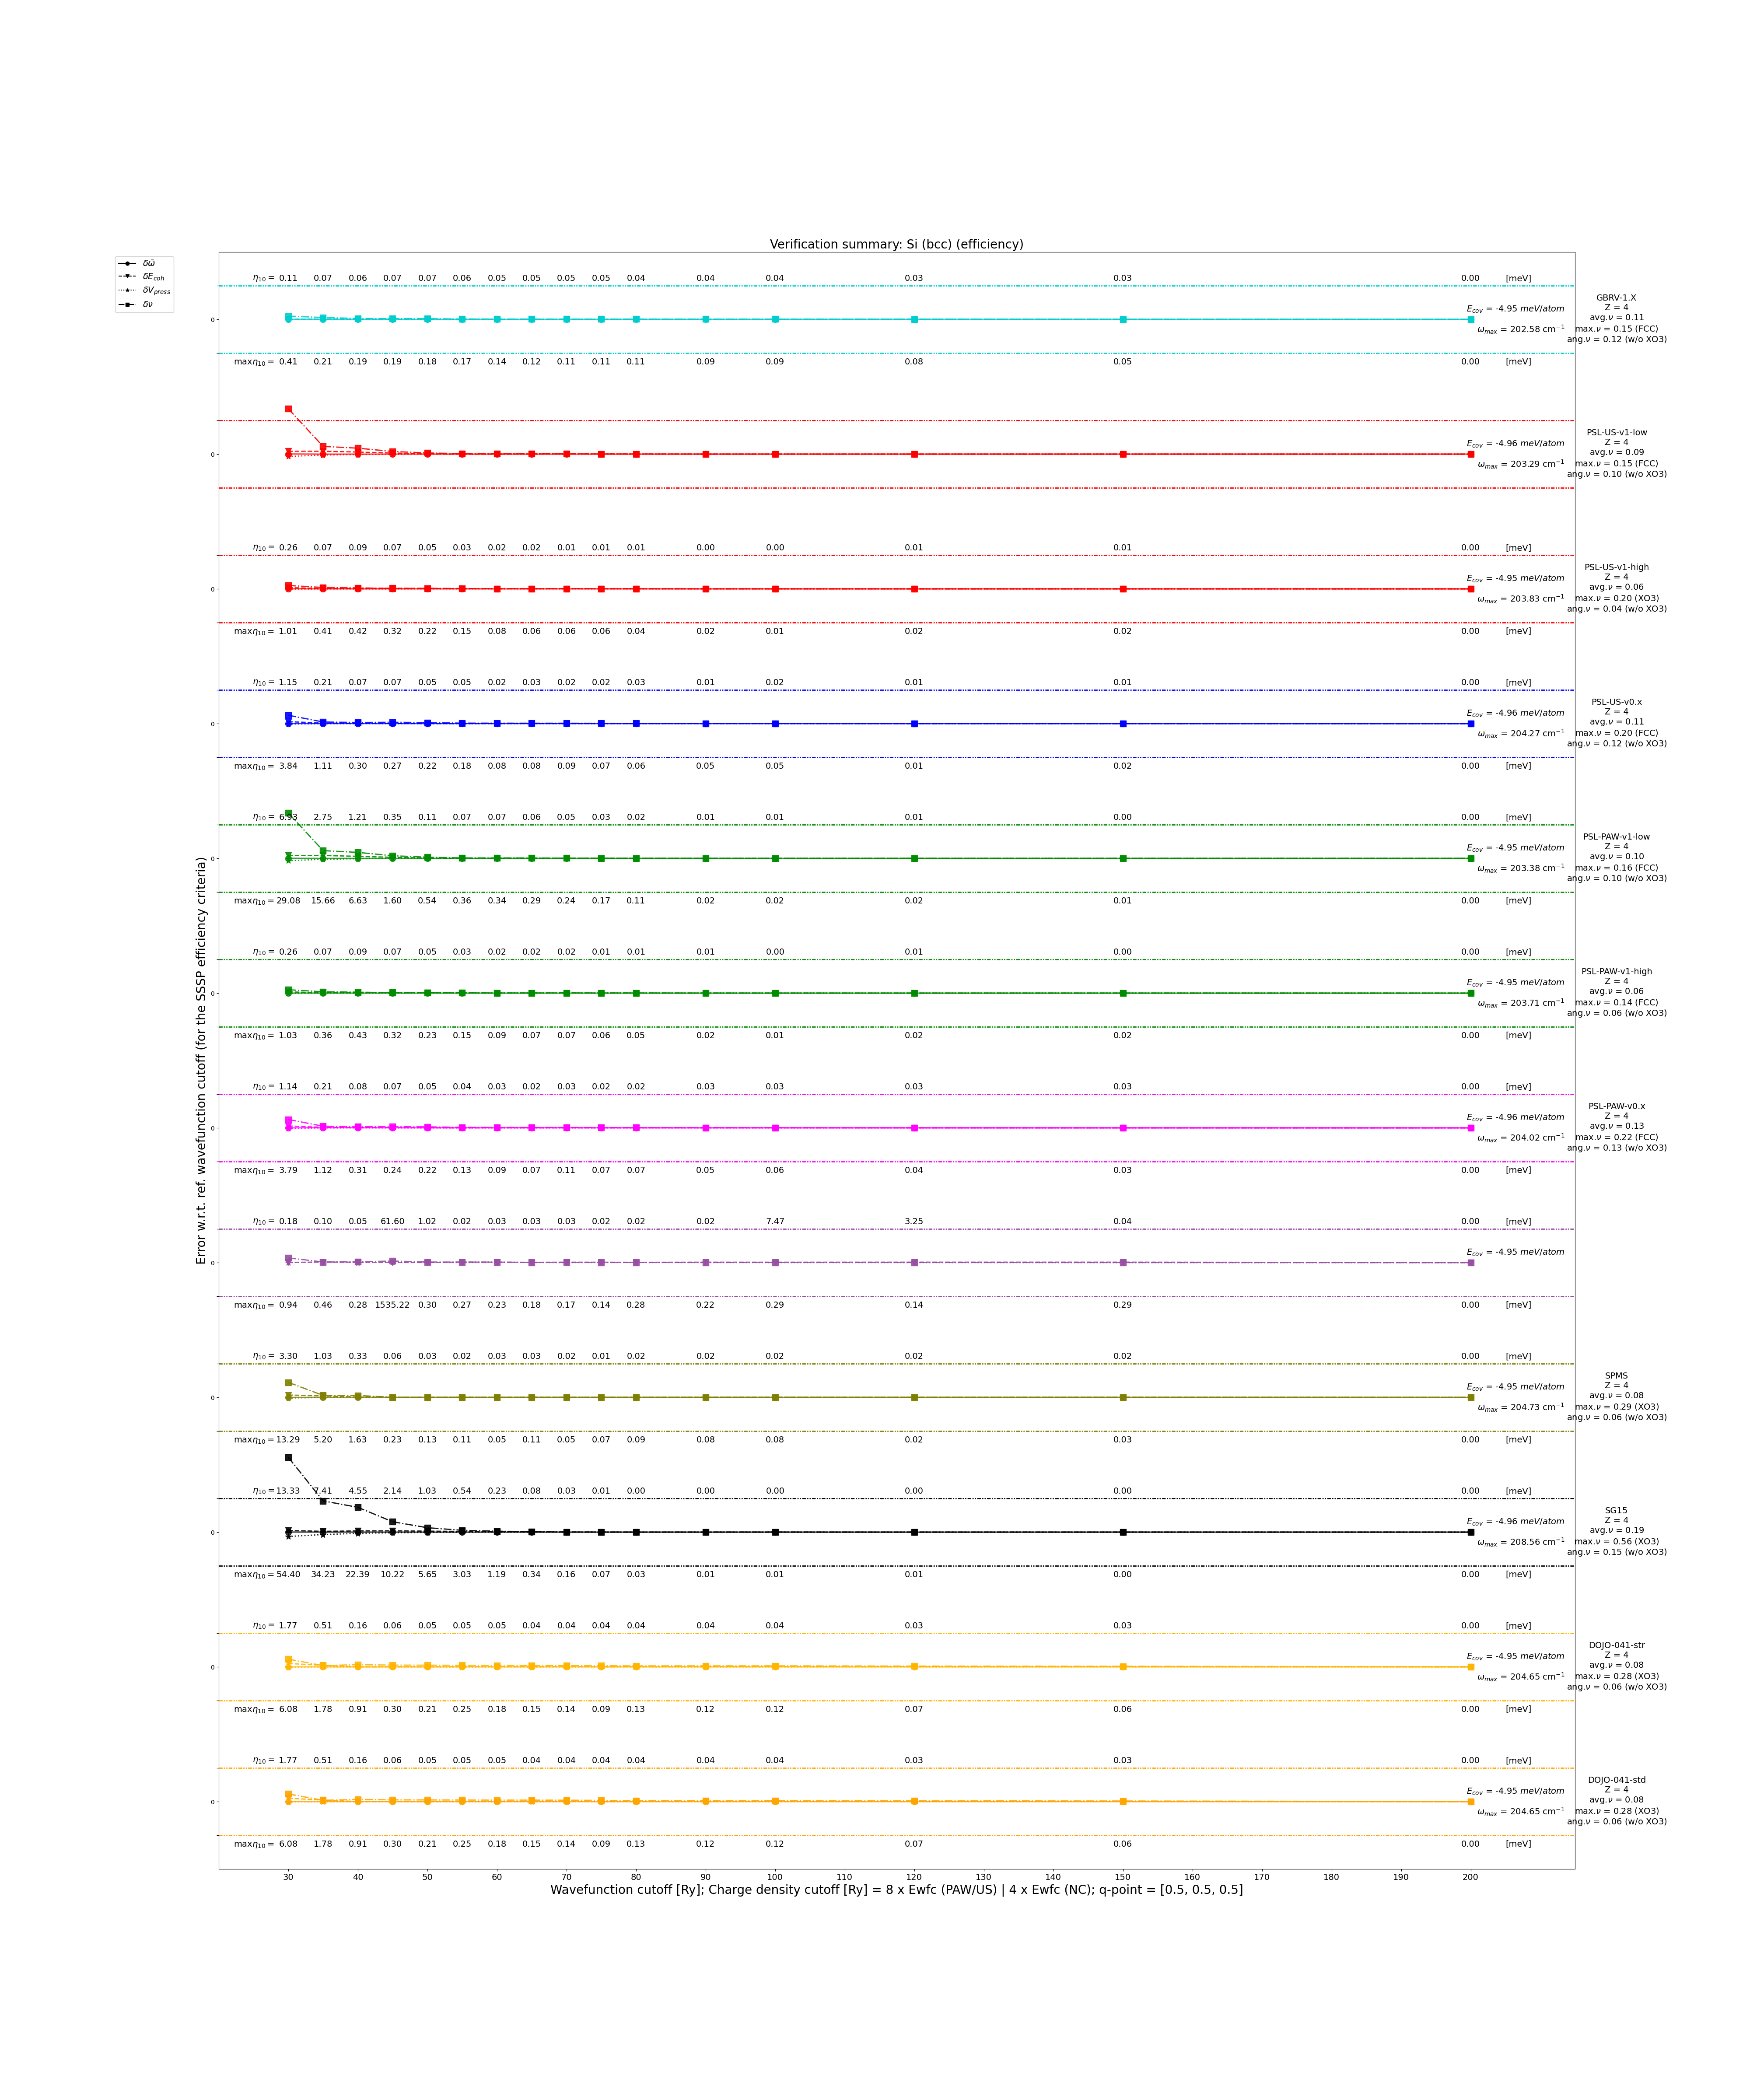 Verification summary: Si (bcc) (efficiency)
δω̄
δE_coh
δV_press
δν
Error w.r.t. ref. wavefunction cutoff (for the SSSP efficiency criteria)
η₁₀ = 0.11 0.07 0.06 0.07 0.07 0.06 0.05 0.05 0.05 0.05 0.04 0.04 0.04 0.03 0.03 0.00 [meV]
GBRV-1.X
Z = 4
avg.ν = 0.11
max.ν = 0.15 (FCC)
ang.ν = 0.12 (w/o XO3)
0
E_cov = -4.95 meV/atom
ω_max = 202.58 cm⁻¹
maxη₁₀ = 0.41 0.21 0.19 0.19 0.18 0.17 0.14 0.12 0.11 0.11 0.11 0.09 0.09 0.08 0.05 0.00 [meV]
PSL-US-v1-low
Z = 4
avg.ν = 0.09
max.ν = 0.15 (FCC)
ang.ν = 0.10 (w/o XO3)
0
E_cov = -4.96 meV/atom
ω_max = 203.29 cm⁻¹
η₁₀ = 0.26 0.07 0.09 0.07 0.05 0.03 0.02 0.02 0.01 0.01 0.01 0.00 0.00 0.01 0.01 0.00 [meV]
PSL-US-v1-high
Z = 4
avg.ν = 0.06
max.ν = 0.20 (XO3)
ang.ν = 0.04 (w/o XO3)
0
E_cov = -4.95 meV/atom
ω_max = 203.83 cm⁻¹
maxη₁₀ = 1.01 0.41 0.42 0.32 0.22 0.15 0.08 0.06 0.06 0.06 0.04 0.02 0.01 0.02 0.02 0.00 [meV]
η₁₀ = 1.15 0.21 0.07 0.07 0.05 0.05 0.02 0.03 0.02 0.02 0.03 0.01 0.02 0.01 0.01 0.00 [meV]
PSL-US-v0.x
Z = 4
avg.ν = 0.11
max.ν = 0.20 (FCC)
ang.ν = 0.12 (w/o XO3)
0
E_cov = -4.96 meV/atom
ω_max = 204.27 cm⁻¹
maxη₁₀ = 3.84 1.11 0.30 0.27 0.22 0.18 0.08 0.08 0.09 0.07 0.06 0.05 0.05 0.01 0.02 0.00 [meV]
η₁₀ = 6.93 2.75 1.21 0.35 0.11 0.07 0.07 0.06 0.05 0.03 0.02 0.01 0.01 0.01 0.00 0.00 [meV]
PSL-PAW-v1-low
Z = 4
avg.ν = 0.10
max.ν = 0.16 (FCC)
ang.ν = 0.10 (w/o XO3)
0
E_cov = -4.95 meV/atom
ω_max = 203.38 cm⁻¹
maxη₁₀ = 29.08 15.66 6.63 1.60 0.54 0.36 0.34 0.29 0.24 0.17 0.11 0.02 0.02 0.02 0.01 0.00 [meV]
η₁₀ = 0.26 0.07 0.09 0.07 0.05 0.03 0.02 0.02 0.02 0.01 0.01 0.01 0.00 0.01 0.00 0.00 [meV]
PSL-PAW-v1-high
Z = 4
avg.ν = 0.06
max.ν = 0.14 (FCC)
ang.ν = 0.06 (w/o XO3)
0
E_cov = -4.95 meV/atom
ω_max = 203.71 cm⁻¹
maxη₁₀ = 1.03 0.36 0.43 0.32 0.23 0.15 0.09 0.07 0.07 0.06 0.05 0.02 0.01 0.02 0.02 0.00 [meV]
η₁₀ = 1.14 0.21 0.08 0.07 0.05 0.04 0.03 0.02 0.03 0.02 0.02 0.03 0.03 0.03 0.03 0.00 [meV]
PSL-PAW-v0.x
Z = 4
avg.ν = 0.13
max.ν = 0.22 (FCC)
ang.ν = 0.13 (w/o XO3)
0
E_cov = -4.96 meV/atom
ω_max = 204.02 cm⁻¹
maxη₁₀ = 3.79 1.12 0.31 0.24 0.22 0.13 0.09 0.07 0.11 0.07 0.07 0.05 0.06 0.04 0.03 0.00 [meV]
η₁₀ = 0.18 0.10 0.05 61.60 1.02 0.02 0.03 0.03 0.03 0.02 0.02 0.02 7.47 3.25 0.04 0.00 [meV]
0
E_cov = -4.95 meV/atom
maxη₁₀ = 0.94 0.46 0.28 1535.22 0.30 0.27 0.23 0.18 0.17 0.14 0.28 0.22 0.29 0.14 0.29 0.00 [meV]
η₁₀ = 3.30 1.03 0.33 0.06 0.03 0.02 0.03 0.03 0.02 0.01 0.02 0.02 0.02 0.02 0.02 0.00 [meV]
SPMS
Z = 4
avg.ν = 0.08
max.ν = 0.29 (XO3)
ang.ν = 0.06 (w/o XO3)
0
E_cov = -4.95 meV/atom
ω_max = 204.73 cm⁻¹
maxη₁₀ = 13.29 5.20 1.63 0.23 0.13 0.11 0.05 0.11 0.05 0.07 0.09 0.08 0.08 0.02 0.03 0.00 [meV]
η₁₀ = 13.33 7.41 4.55 2.14 1.03 0.54 0.23 0.08 0.03 0.01 0.00 0.00 0.00 0.00 0.00 0.00 [meV]
SG15
Z = 4
avg.ν = 0.19
max.ν = 0.56 (XO3)
ang.ν = 0.15 (w/o XO3)
0
E_cov = -4.96 meV/atom
ω_max = 208.56 cm⁻¹
maxη₁₀ = 54.40 34.23 22.39 10.22 5.65 3.03 1.19 0.34 0.16 0.07 0.03 0.01 0.01 0.01 0.00 0.00 [meV]
η₁₀ = 1.77 0.51 0.16 0.06 0.05 0.05 0.05 0.04 0.04 0.04 0.04 0.04 0.04 0.03 0.03 0.00 [meV]
DOJO-041-str
Z = 4
avg.ν = 0.08
max.ν = 0.28 (XO3)
ang.ν = 0.06 (w/o XO3)
0
E_cov = -4.95 meV/atom
ω_max = 204.65 cm⁻¹
maxη₁₀ = 6.08 1.78 0.91 0.30 0.21 0.25 0.18 0.15 0.14 0.09 0.13 0.12 0.12 0.07 0.06 0.00 [meV]
η₁₀ = 1.77 0.51 0.16 0.06 0.05 0.05 0.05 0.04 0.04 0.04 0.04 0.04 0.04 0.03 0.03 0.00 [meV]
DOJO-041-std
Z = 4
avg.ν = 0.08
max.ν = 0.28 (XO3)
ang.ν = 0.06 (w/o XO3)
0
E_cov = -4.95 meV/atom
ω_max = 204.65 cm⁻¹
maxη₁₀ = 6.08 1.78 0.91 0.30 0.21 0.25 0.18 0.15 0.14 0.09 0.13 0.12 0.12 0.07 0.06 0.00 [meV]
30 40 50 60 70 80 90 100 110 120 130 140 150 160 170 180 190 200
Wavefunction cutoff [Ry]; Charge density cutoff [Ry] = 8 x Ewfc (PAW/US) | 4 x Ewfc (NC); q-point = [0.5, 0.5, 0.5]